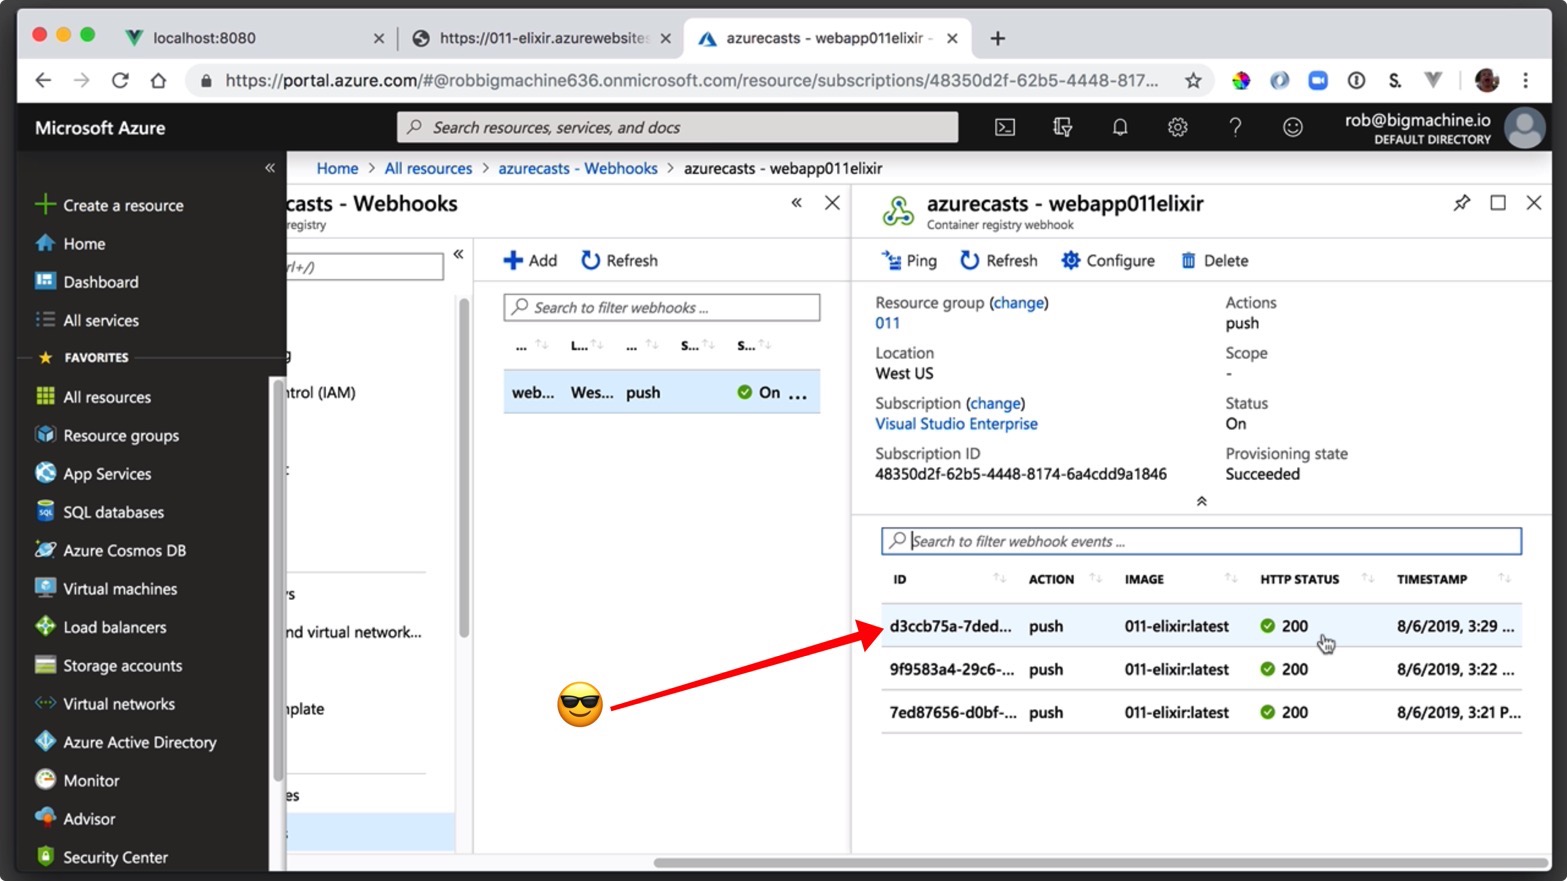 localhost:8080
https://011-elixir.azurewebsites
azurecasts - webapp011elixir -
https://portal.azure.com/#@robbigmachine636.onmicrosoft.com/resource/subscriptions/48350d2f-62b5-4448-817...
S.
Microsoft Azure
Search resources, services, and docs
rob@bigmachine.io
DEFAULT DIRECTORY
«
Create a resource
Home
Dashboard
All services
FAVORITES
All resources
Resource groups
App Services
SQL databases
Azure Cosmos DB
Virtual machines
Load balancers
Storage accounts
Virtual networks
Azure Active Directory
Monitor
Advisor
Security Center
Home > All resources > azurecasts - Webhooks > azurecasts - webapp011elixir
casts - Webhooks
registry
rl+/)
g
ntrol (IAM)
s
nd virtual network...
mplate
es
s
Add Refresh
Search to filter webhooks ...
... L... ... S... S...
web... Wes... push On ...
azurecasts - webapp011elixir
Container registry webhook
Ping Refresh Configure Delete
Resource group (change)
011
Location
West US
Subscription (change)
Visual Studio Enterprise
Subscription ID
48350d2f-62b5-4448-8174-6a4cdd9a1846
Actions
push
Scope
-
Status
On
Provisioning state
Succeeded
Search to filter webhook events ...
ID ACTION IMAGE HTTP STATUS TIMESTAMP
d3ccb75a-7ded... push 011-elixir:latest 200 8/6/2019, 3:29 ...
9f9583a4-29c6-... push 011-elixir:latest 200 8/6/2019, 3:22 ...
7ed87656-d0bf-... push 011-elixir:latest 200 8/6/2019, 3:21 P...